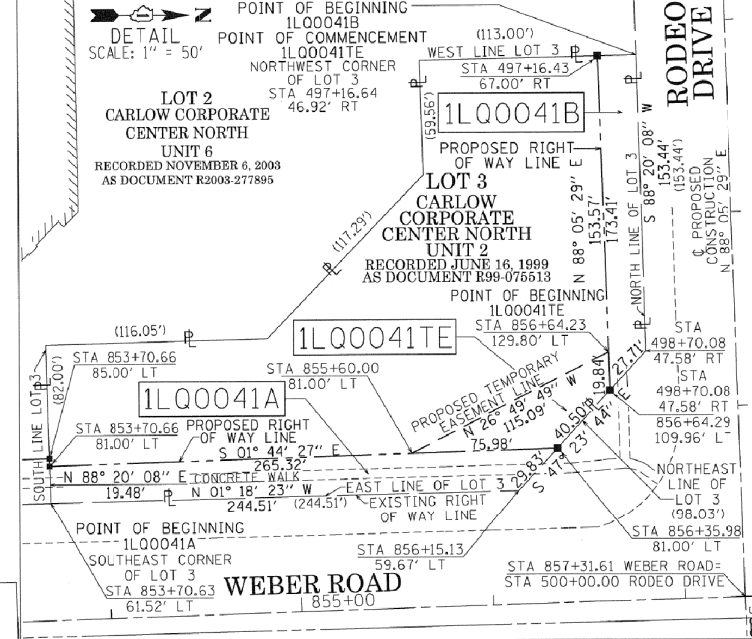 POINT OF BEGINNING
1LQ0041B
POINT OF COMMENCEMENT
1LQ0041TE
NORTHWEST CORNER
OF LOT 3
STA 497+16.64
46.92' RT
N
DETAIL
SCALE: 1" = 50'
LOT 2
CARLOW CORPORATE
CENTER NORTH
UNIT 6
RECORDED NOVEMBER 6, 2003
AS DOCUMENT R2003-277895
(113.00')
WEST LINE LOT 3
STA 497+16.43
67.00' RT
(59.56')
1LQ0041B
RODEO
DRIVE
PROPOSED RIGHT
OF WAY LINE
LOT 3
CARLOW
CORPORATE
CENTER NORTH
UNIT 2
RECORDED JUNE 16, 1999
AS DOCUMENT R99-075513
N 88° 05' 29" E
153.57'
173.41'
NORTH LINE OF LOT 3
S 88° 20' 08" W
153.44'
(153.44')
PROPOSED
CONSTRUCTION
N 88° 05' 29" E
(117.29')
POINT OF BEGINNING
1LQ0041TE
STA 856+64.23
129.80' LT
(116.05')
1LQ0041TE
STA 853+70.66
85.00' LT
SOUTH LINE LOT 3
(82.00')
STA 855+60.00
81.00' LT
1LQ0041A
PROPOSED TEMPORARY
EASEMENT LINE
N 26° 49' 49" W
115.09'
19.84'
27.71'
STA
498+70.08
47.58' RT
STA
498+70.08
47.58' RT
856+64.29
109.96' LT
STA 853+70.66
81.00' LT
PROPOSED RIGHT
OF WAY LINE
S 01° 44' 27" E
265.32'
75.98'
40.50'
S 47° 23' 44" E
29.83'
N 88° 20' 08" E
19.48'
CONCRETE WALK
N 01° 18' 23" W
244.51'
(244.51')
EAST LINE OF LOT 3
EXISTING RIGHT
OF WAY LINE
NORTHEAST
LINE OF
LOT 3
(98.03')
STA 856+35.98
81.00' LT
POINT OF BEGINNING
1LQ0041A
SOUTHEAST CORNER
OF LOT 3
STA 853+70.63
61.52' LT
STA 856+15.13
59.67' LT
WEBER ROAD
855+00
STA 857+31.61 WEBER ROAD=
STA 500+00.00 RODEO DRIVE